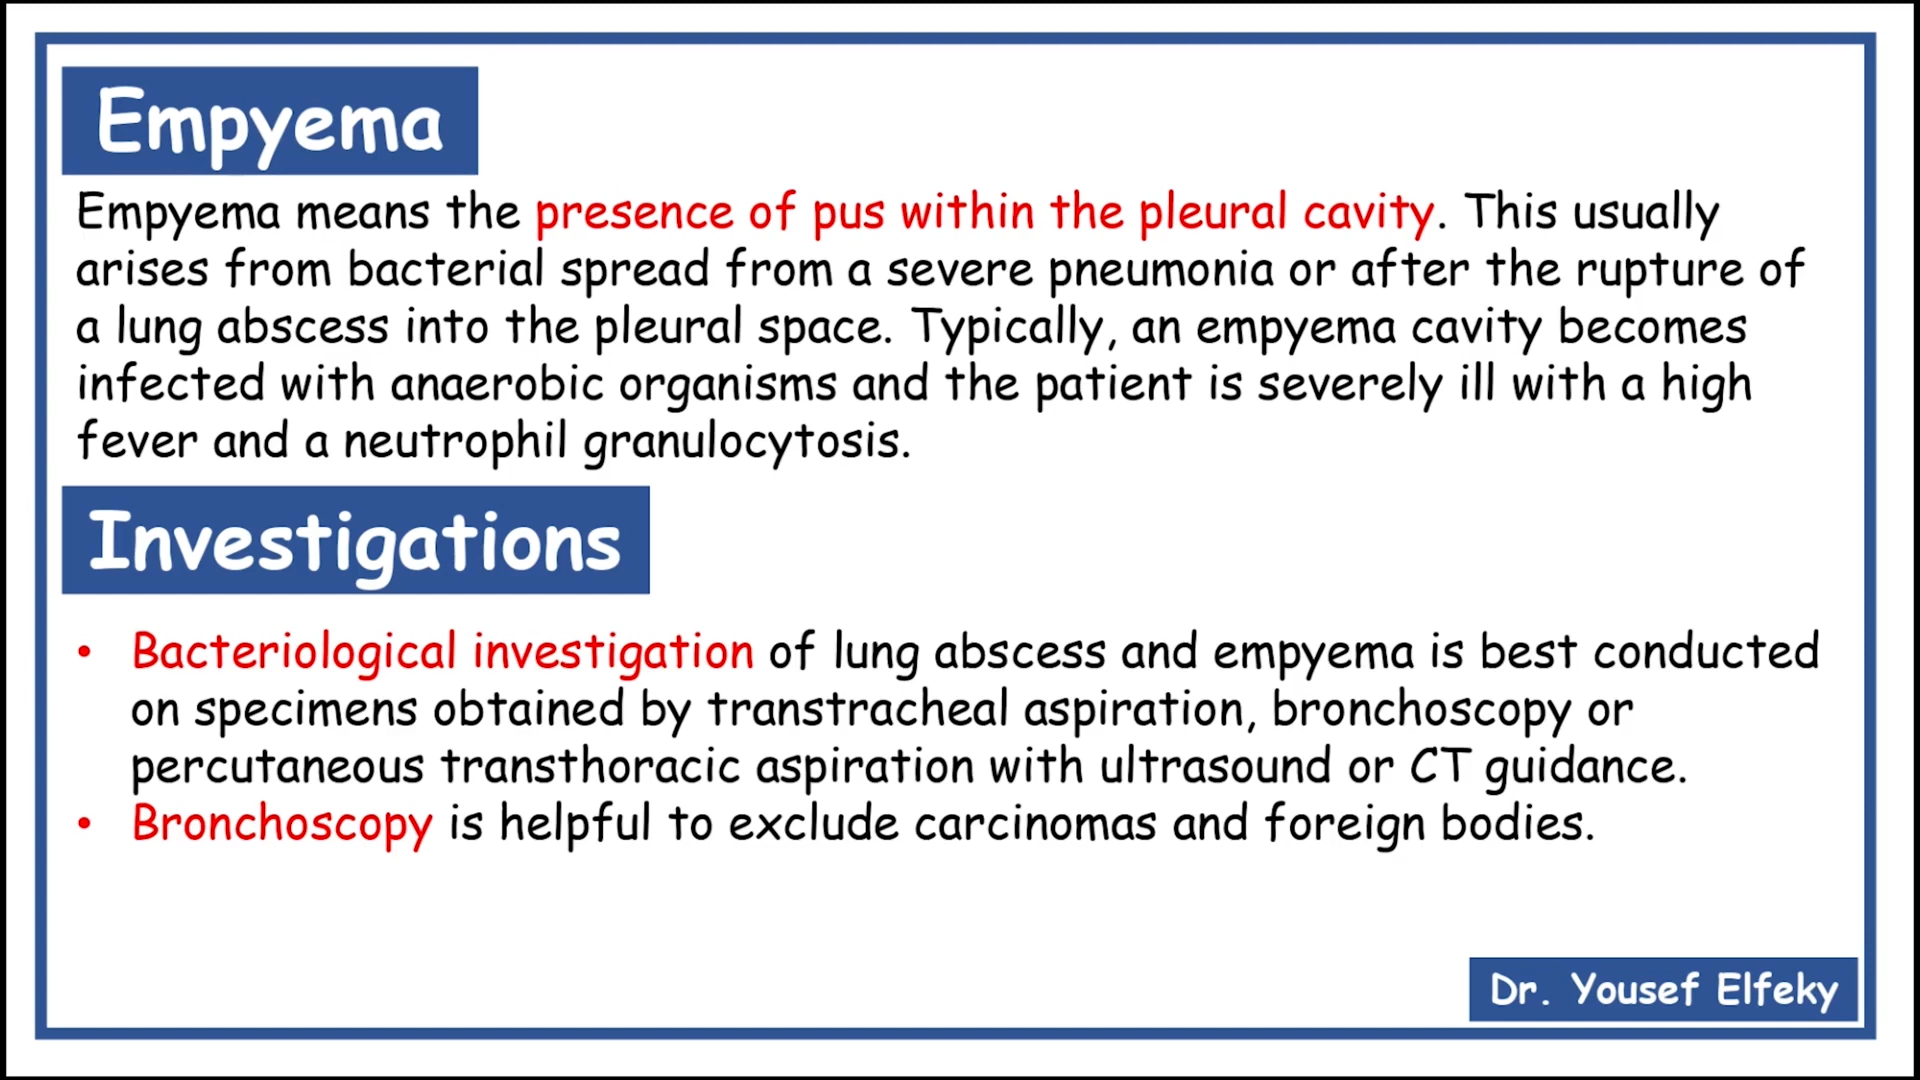 Empyema
Empyema means the presence of pus within the pleural cavity. This usually
arises from bacterial spread from a severe pneumonia or after the rupture of
a lung abscess into the pleural space. Typically, an empyema cavity becomes
infected with anaerobic organisms and the patient is severely ill with a high
fever and a neutrophil granulocytosis.
Investigations
• Bacteriological investigation of lung abscess and empyema is best conducted
on specimens obtained by transtracheal aspiration, bronchoscopy or
percutaneous transthoracic aspiration with ultrasound or CT guidance.
• Bronchoscopy is helpful to exclude carcinomas and foreign bodies.
Dr. Yousef Elfeky